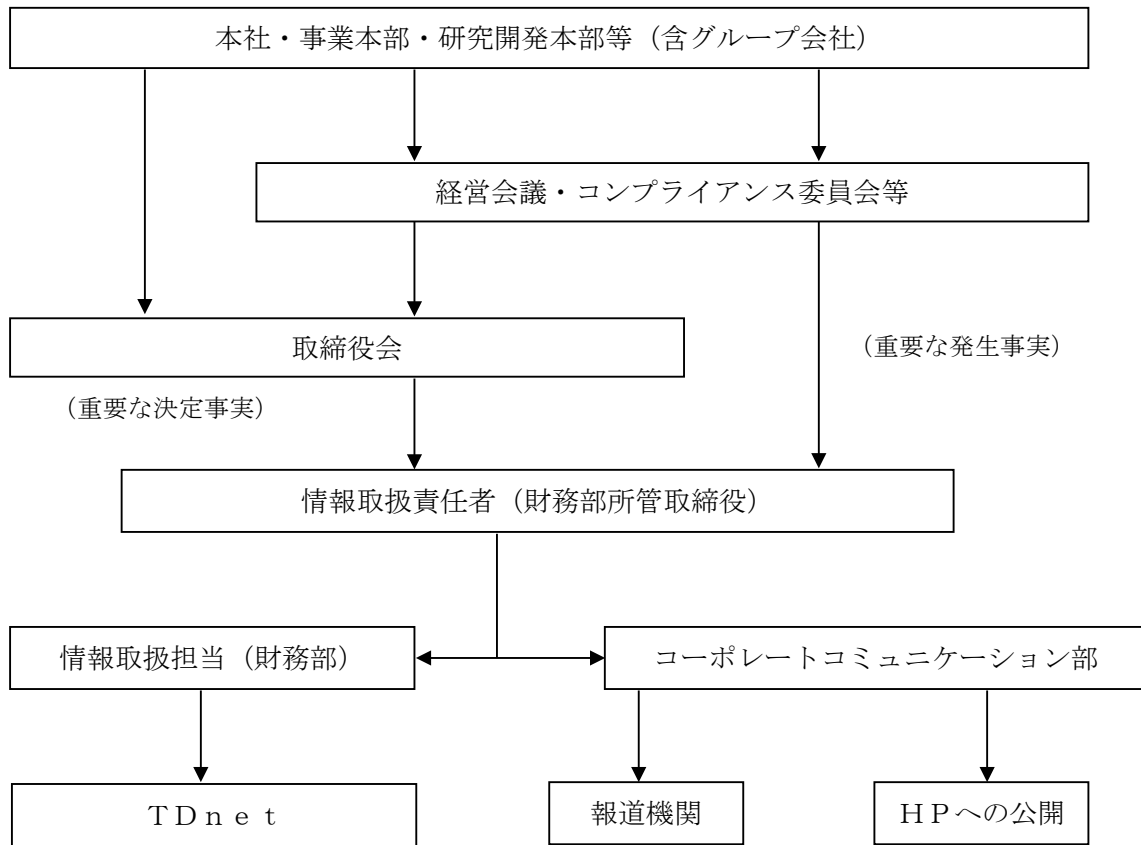 本社・事業本部・研究開発本部等（含グループ会社）
経営会議・コンプライアンス委員会等
取締役会
（重要な発生事実）
（重要な決定事実）
情報取扱責任者（財務部所管取締役）
情報取扱担当（財務部）
コーポレートコミュニケーション部
ＴＤｎｅｔ
報道機関
ＨＰへの公開